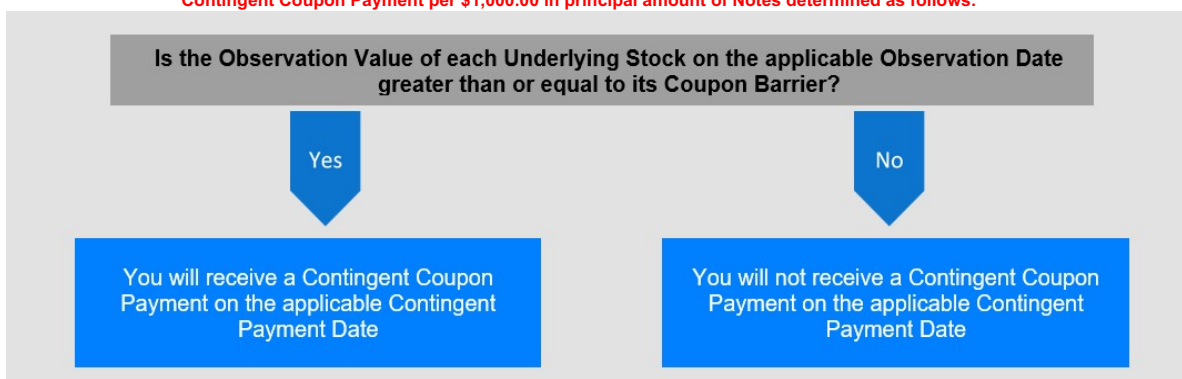 Contingent Coupon Payment per $1,000.00 in principal amount of Notes determined as follows:
Is the Observation Value of each Underlying Stock on the applicable Observation Date
greater than or equal to its Coupon Barrier?
Yes
No
You will receive a Contingent Coupon
Payment on the applicable Contingent
Payment Date
You will not receive a Contingent Coupon
Payment on the applicable Contingent
Payment Date